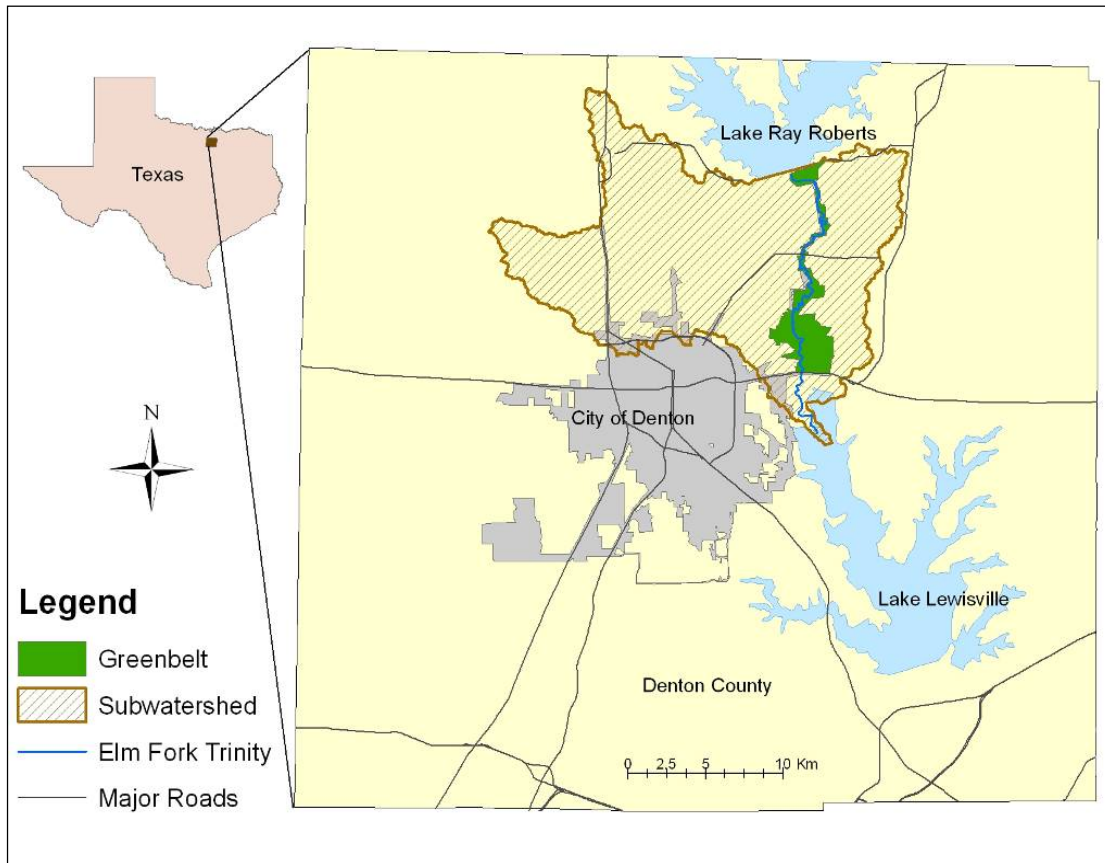 Lake Ray Roberts
Texas
N
City of Denton
Lake Lewisville
Denton County
0 2.5 5 10 Km
Legend
Greenbelt
Subwatershed
Elm Fork Trinity
Major Roads